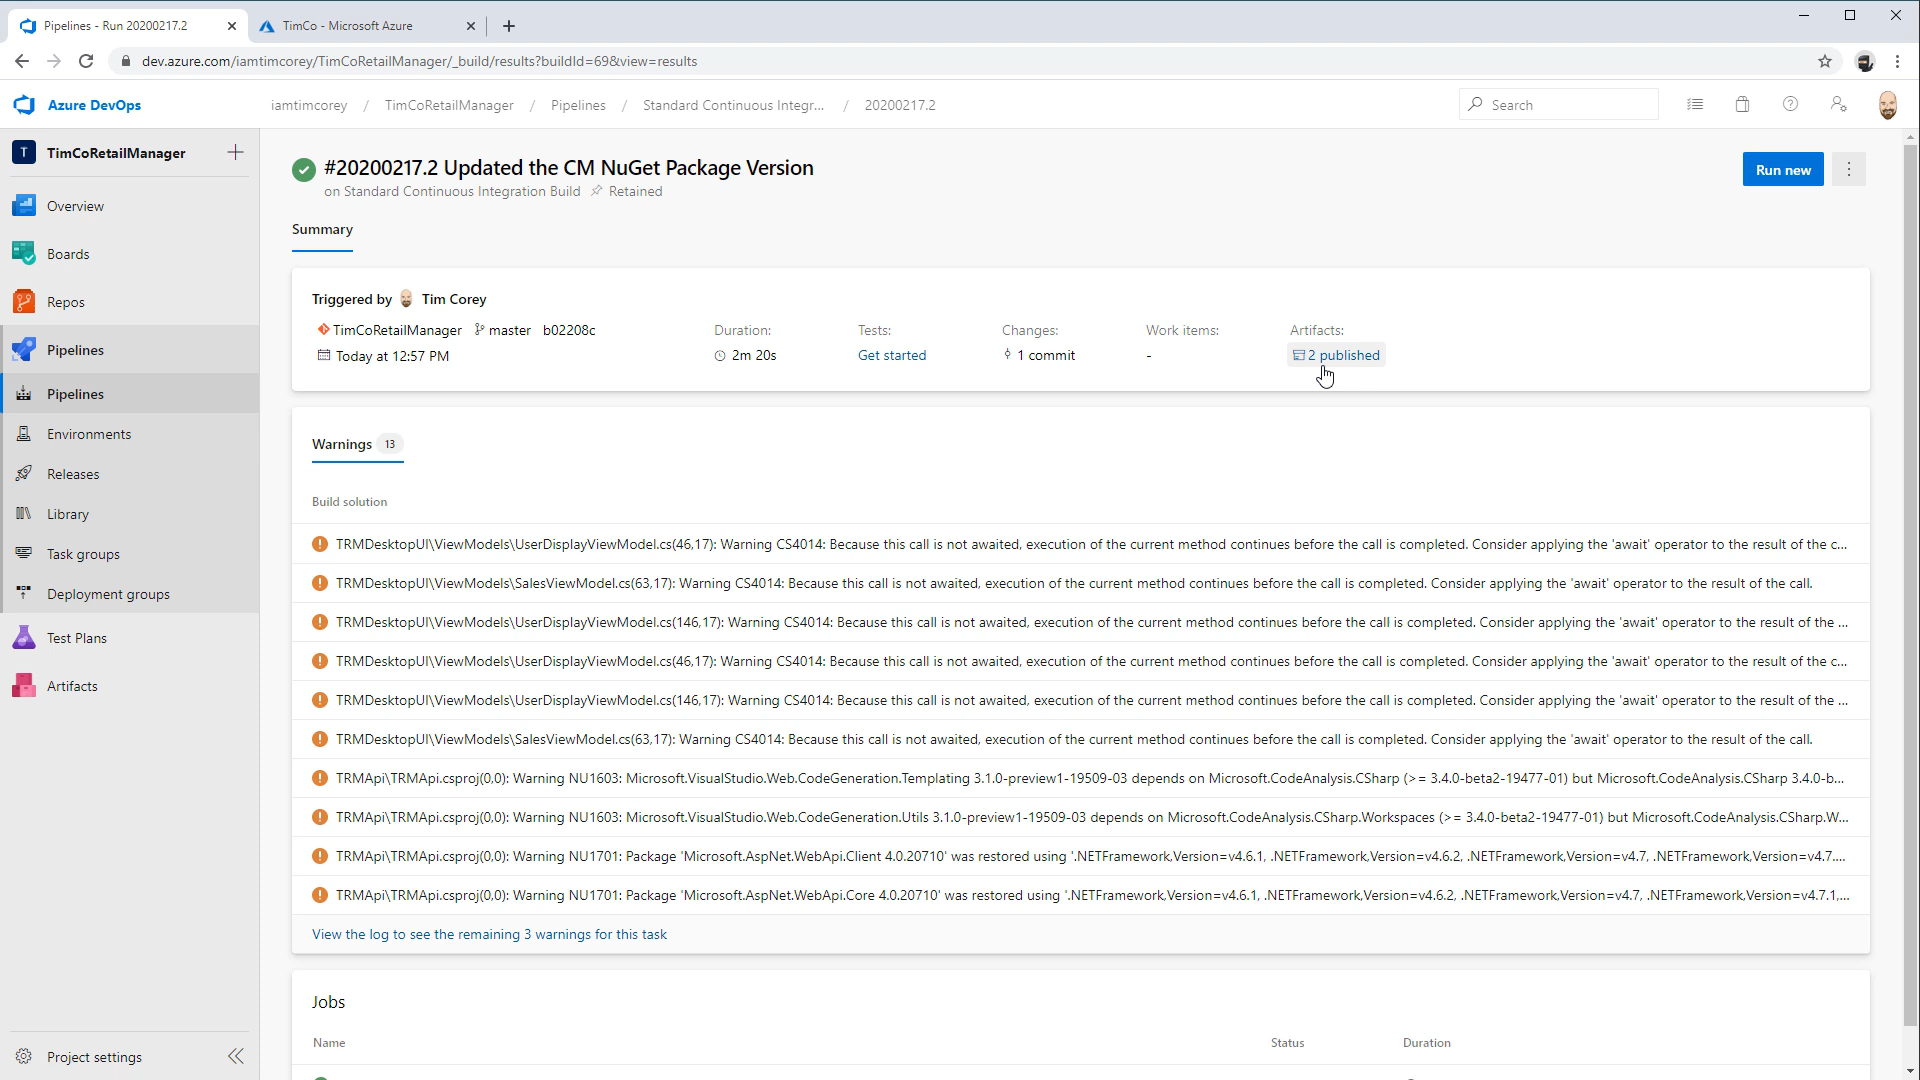 Pipelines - Run 20200217.2
TimCo - Microsoft Azure
dev.azure.com/iamtimcorey/TimCoRetailManager/_build/results?buildId=69&view=results
Azure DevOps
iamtimcorey / TimCoRetailManager / Pipelines / Standard Continuous Integr... / 20200217.2
Search
T TimCoRetailManager
Overview
Boards
Repos
Pipelines
Pipelines
Environments
Releases
Library
Task groups
Deployment groups
Test Plans
Artifacts
Project settings
#20200217.2 Updated the CM NuGet Package Version
on Standard Continuous Integration Build Retained
Run new
Summary
Triggered by Tim Corey
TimCoRetailManager master b02208c
Today at 12:57 PM
Duration:
2m 20s
Tests:
Get started
Changes:
1 commit
Work items:
-
Artifacts:
2 published
Warnings 13
Build solution
TRMDesktopUI\ViewModels\UserDisplayViewModel.cs(46,17): Warning CS4014: Because this call is not awaited, execution of the current method continues before the call is completed. Consider applying the 'await' operator to the result of the c...
TRMDesktopUI\ViewModels\SalesViewModel.cs(63,17): Warning CS4014: Because this call is not awaited, execution of the current method continues before the call is completed. Consider applying the 'await' operator to the result of the call.
TRMDesktopUI\ViewModels\UserDisplayViewModel.cs(146,17): Warning CS4014: Because this call is not awaited, execution of the current method continues before the call is completed. Consider applying the 'await' operator to the result of the ...
TRMDesktopUI\ViewModels\UserDisplayViewModel.cs(46,17): Warning CS4014: Because this call is not awaited, execution of the current method continues before the call is completed. Consider applying the 'await' operator to the result of the c...
TRMDesktopUI\ViewModels\UserDisplayViewModel.cs(146,17): Warning CS4014: Because this call is not awaited, execution of the current method continues before the call is completed. Consider applying the 'await' operator to the result of the ...
TRMDesktopUI\ViewModels\SalesViewModel.cs(63,17): Warning CS4014: Because this call is not awaited, execution of the current method continues before the call is completed. Consider applying the 'await' operator to the result of the call.
TRMApi\TRMApi.csproj(0,0): Warning NU1603: Microsoft.VisualStudio.Web.CodeGeneration.Templating 3.1.0-preview1-19509-03 depends on Microsoft.CodeAnalysis.CSharp (>= 3.4.0-beta2-19477-01) but Microsoft.CodeAnalysis.CSharp 3.4.0-b...
TRMApi\TRMApi.csproj(0,0): Warning NU1603: Microsoft.VisualStudio.Web.CodeGeneration.Utils 3.1.0-preview1-19509-03 depends on Microsoft.CodeAnalysis.CSharp.Workspaces (>= 3.4.0-beta2-19477-01) but Microsoft.CodeAnalysis.CSharp.W...
TRMApi\TRMApi.csproj(0,0): Warning NU1701: Package 'Microsoft.AspNet.WebApi.Client 4.0.20710' was restored using '.NETFramework,Version=v4.6.1, .NETFramework,Version=v4.6.2, .NETFramework,Version=v4.7, .NETFramework,Version=v4.7....
TRMApi\TRMApi.csproj(0,0): Warning NU1701: Package 'Microsoft.AspNet.WebApi.Core 4.0.20710' was restored using '.NETFramework,Version=v4.6.1, .NETFramework,Version=v4.6.2, .NETFramework,Version=v4.7, .NETFramework,Version=v4.7.1,...
View the log to see the remaining 3 warnings for this task
Jobs
Name Status Duration